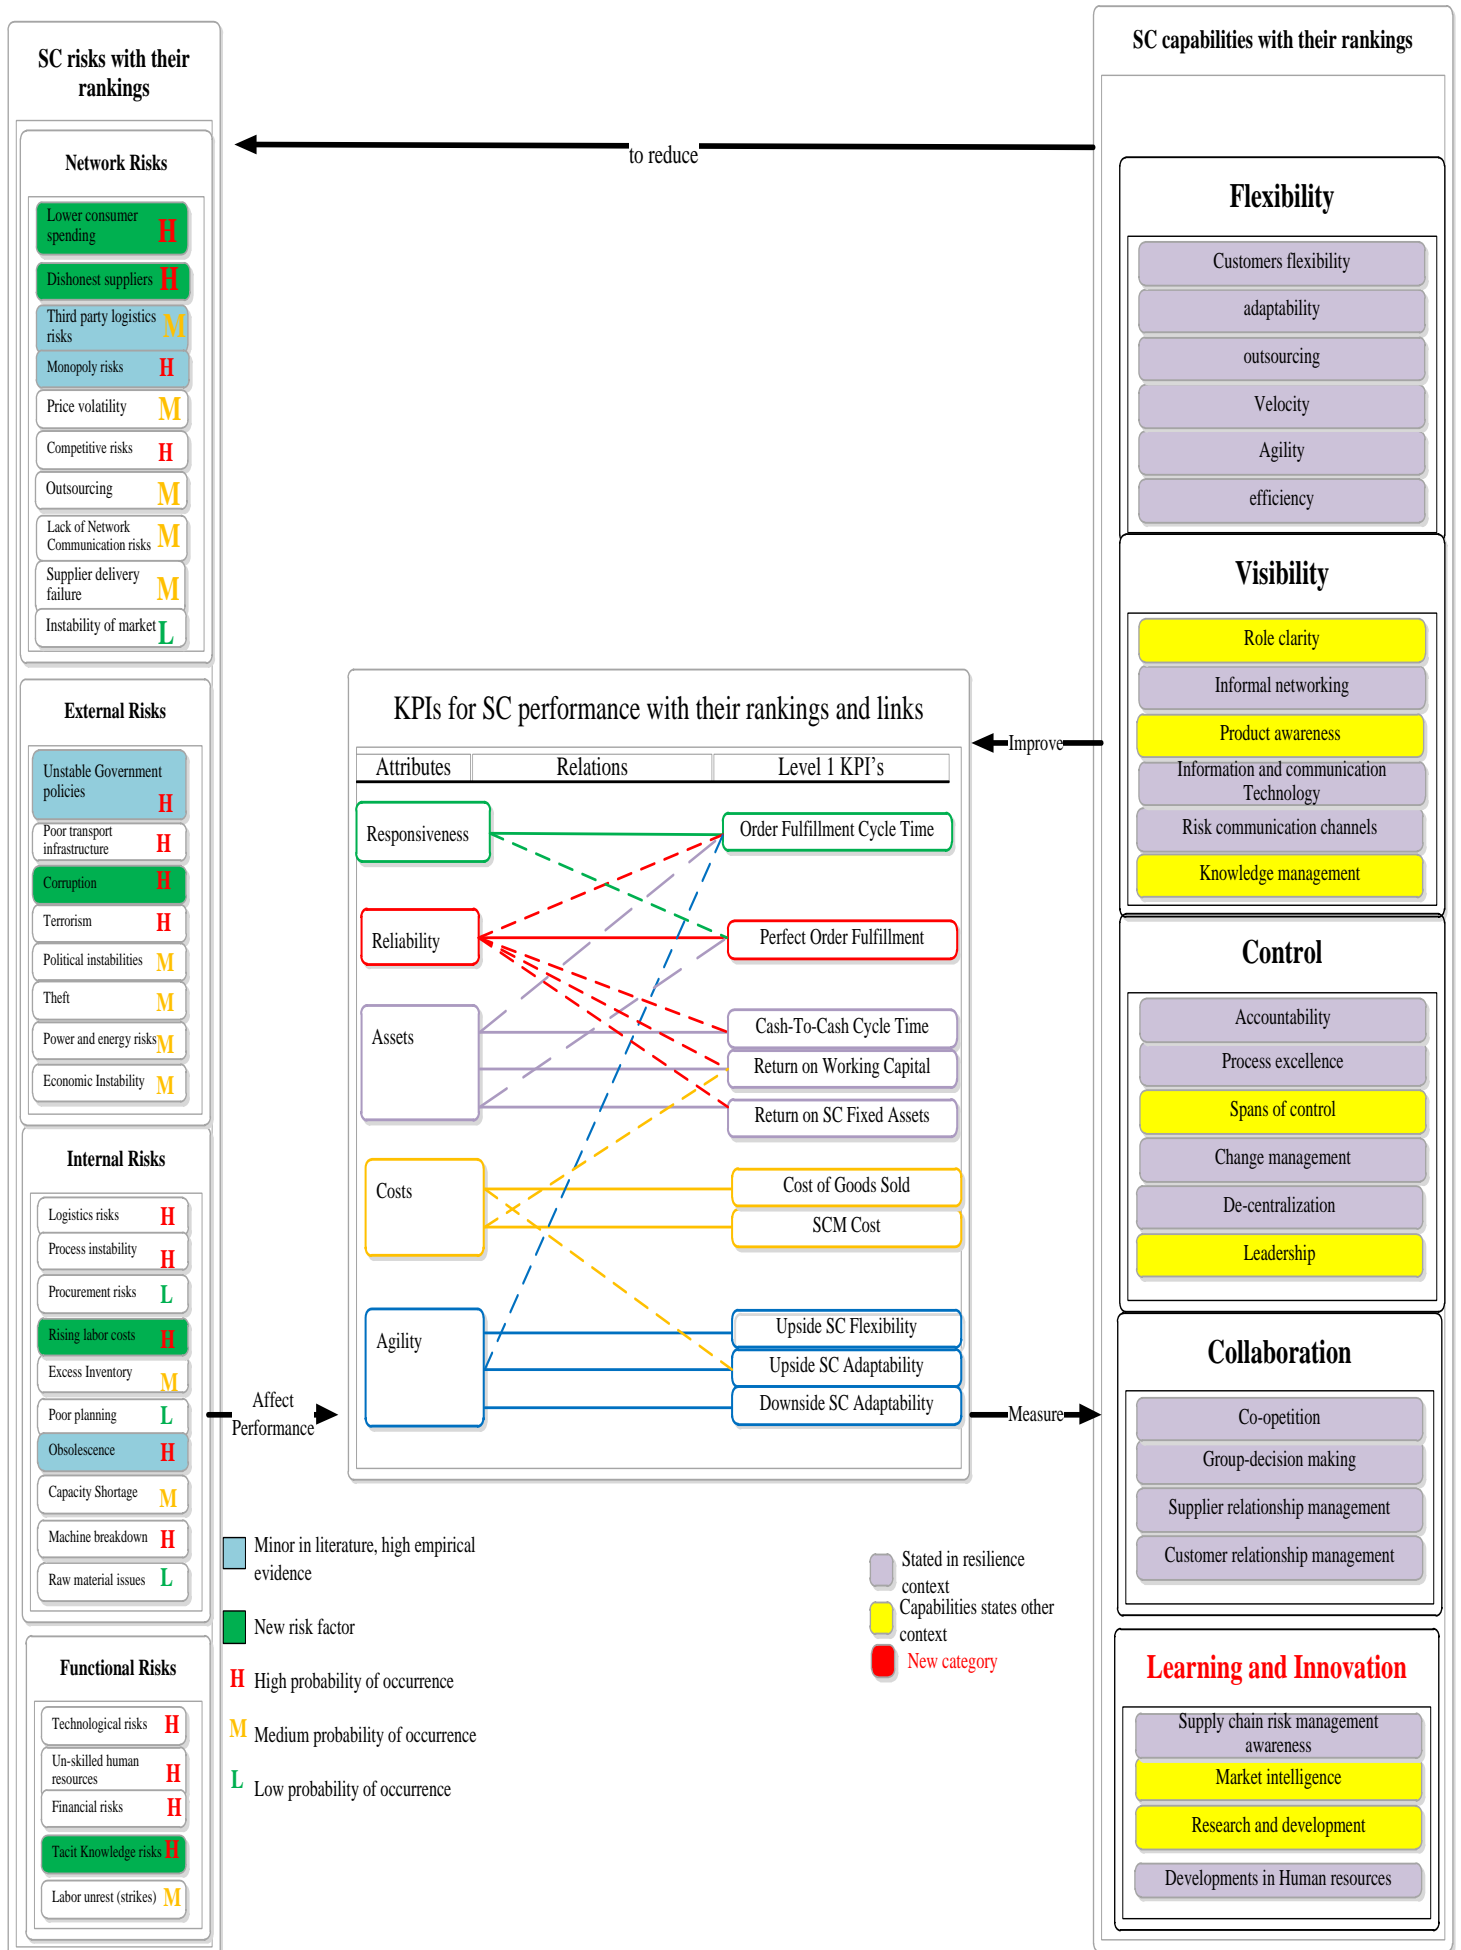 SC risks with their
rankings
Network Risks
Lower consumer
spending
H
Dishonest suppliers H
Third party logistics
risks
M
Monopoly risks H
Price volatility M
Competitive risks H
Outsourcing M
Lack of Network
Communication risks M
Supplier delivery
failure
M
Instability of market L
External Risks
Unstable Government
policies
H
Poor transport
infrastructure
H
Corruption H
Terrorism H
Political instabilities M
Theft M
Power and energy risks M
Economic Instability M
Internal Risks
Logistics risks H
Process instability H
Procurement risks L
Rising labor costs H
Excess Inventory M
Poor planning L
Obsolescence H
Capacity Shortage M
Machine breakdown H
Raw material issues L
Functional Risks
Technological risks H
Un-skilled human
resources
H
Financial risks H
Tacit Knowledge risks H
Labor unrest (strikes) M
to reduce
KPIs for SC performance with their rankings and links
Attributes Relations Level 1 KPI’s
Responsiveness
Order Fulfillment Cycle Time
Reliability
Perfect Order Fulfillment
Assets
Cash-To-Cash Cycle Time
Return on Working Capital
Return on SC Fixed Assets
Costs
Cost of Goods Sold
SCM Cost
Agility
Upside SC Flexibility
Upside SC Adaptability
Downside SC Adaptability
Improve
Affect
Performance
Measure
Minor in literature, high empirical
evidence
New risk factor
H High probability of occurrence
M Medium probability of occurrence
L Low probability of occurrence
Stated in resilience
context
Capabilities states other
context
New category
SC capabilities with their rankings
Flexibility
Customers flexibility
adaptability
outsourcing
Velocity
Agility
efficiency
Visibility
Role clarity
Informal networking
Product awareness
Information and communication
Technology
Risk communication channels
Knowledge management
Control
Accountability
Process excellence
Spans of control
Change management
De-centralization
Leadership
Collaboration
Co-opetition
Group-decision making
Supplier relationship management
Customer relationship management
Learning and Innovation
Supply chain risk management
awareness
Market intelligence
Research and development
Developments in Human resources